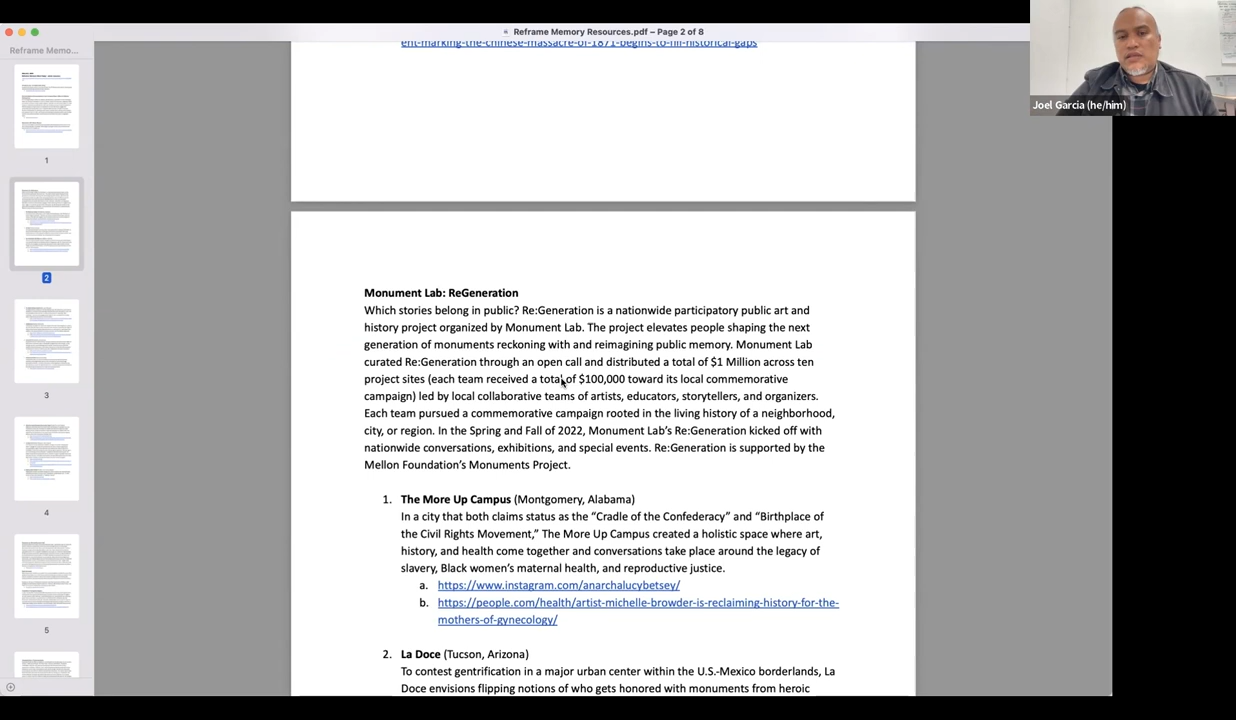 Reframe Memory Resources.pdf – Page 2 of 8
Reframe Memo...
ent-marking-the-chinese-massacre-of-1871-begins-to-fill-historical-gaps
Joel Garcia (he/him)
1
2
3
4
5
Monument Lab: ReGeneration
Which stories belong in public? Re:Generation is a nationwide participatory public art and
history project organized by Monument Lab. The project elevates people shaping the next
generation of monuments reckoning with and reimagining public memory. Monument Lab
curated Re:Generation through an open call and distributed a total of $1 Million across ten
project sites (each team received a total of $100,000 toward its local commemorative
campaign) led by local collaborative teams of artists, educators, storytellers, and organizers.
Each team pursued a commemorative campaign rooted in the living history of a neighborhood,
city, or region. In the Spring and Fall of 2022, Monument Lab's Re:Generation kicked off with
nationwide conversations, exhibitions, and special events. Re:Generation is supported by the
Mellon Foundation's Monuments Project.
1. The More Up Campus (Montgomery, Alabama)
In a city that both claims status as the “Cradle of the Confederacy” and “Birthplace of
the Civil Rights Movement,” The More Up Campus created a holistic space where art,
history, and health come together and conversations take place around the legacy of
slavery, Black women's maternal health, and reproductive justice.
a. https://www.instagram.com/anarchalucybetsey/
b. https://people.com/health/artist-michelle-browder-is-reclaiming-history-for-the-
mothers-of-gynecology/
2. La Doce (Tucson, Arizona)
To contest gentrification in a major urban center within the U.S.-Mexico borderlands, La
Doce envisions flipping notions of who gets honored with monuments from heroic